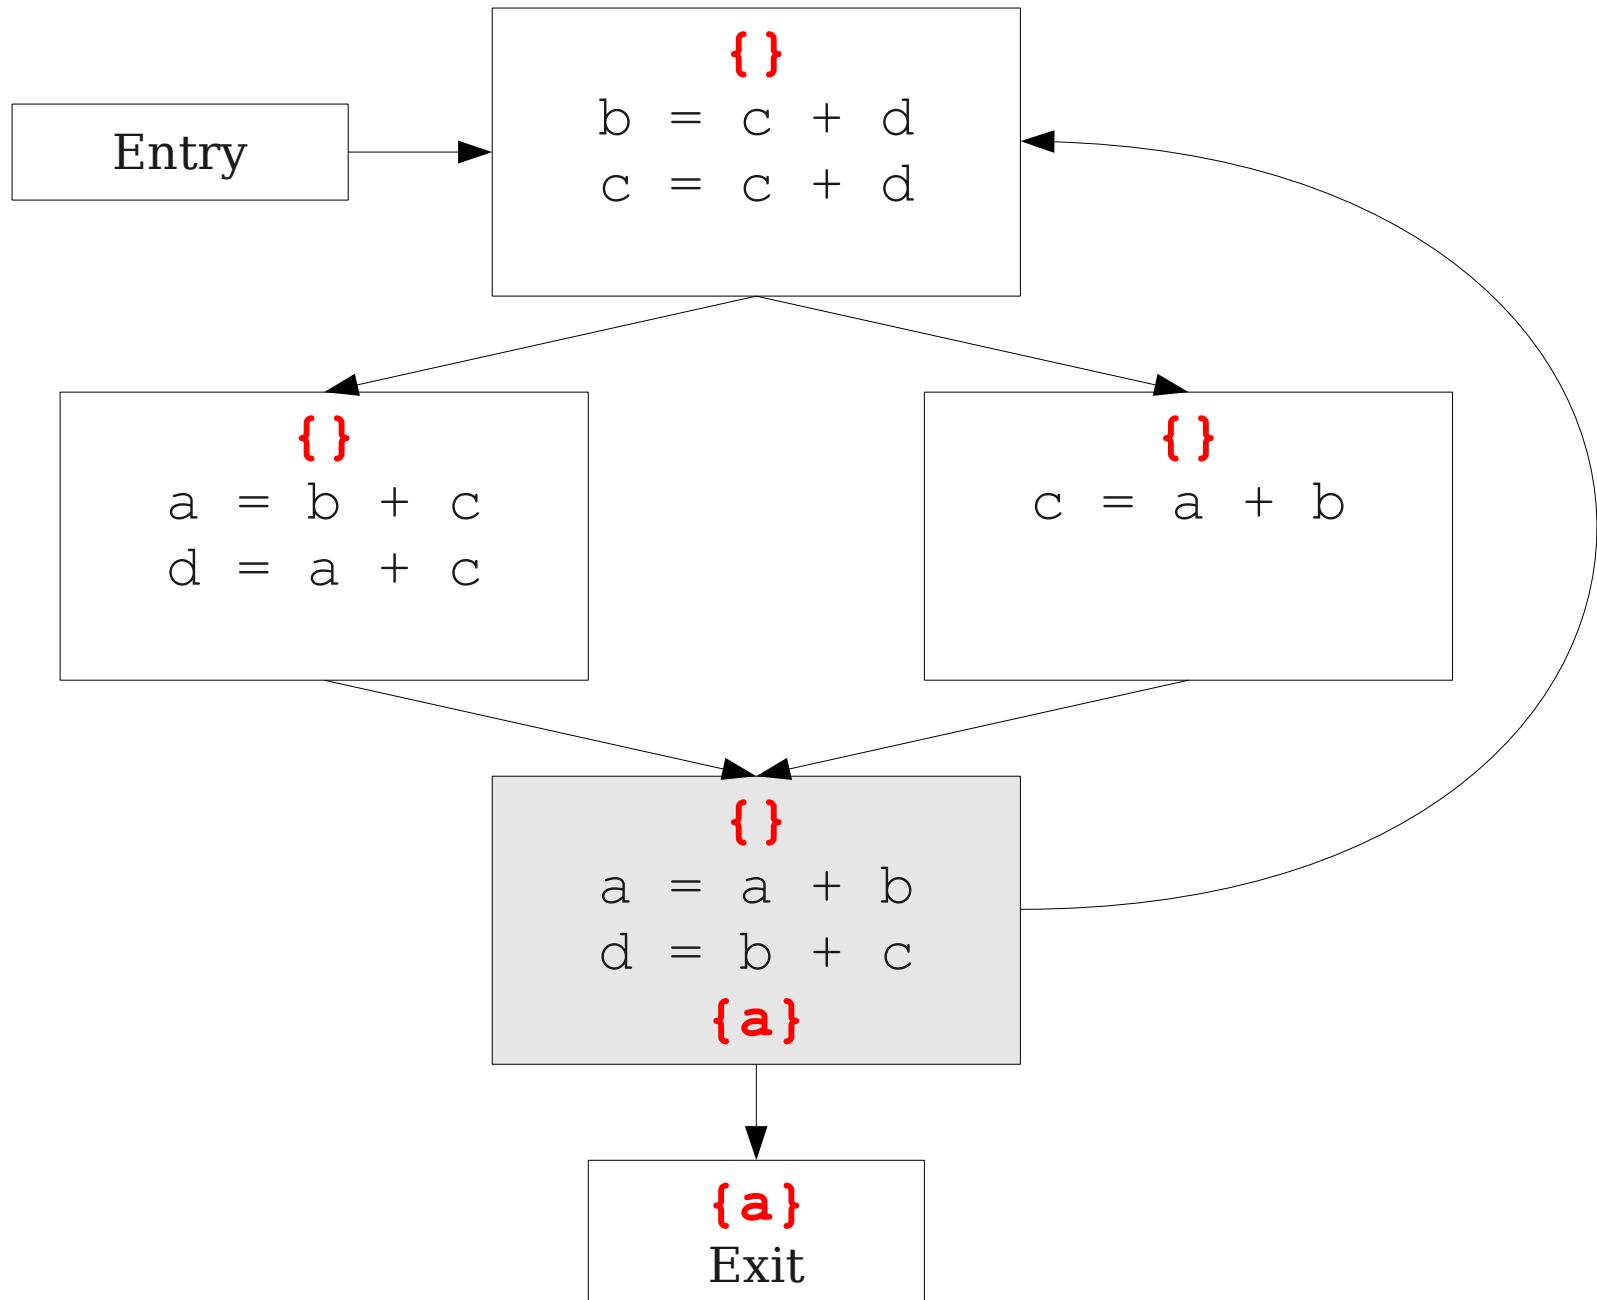 {}
b = c + d
c = c + d
Entry
{}
a = b + c
d = a + c
{}
c = a + b
{}
a = a + b
d = b + c
{a}
{a}
Exit